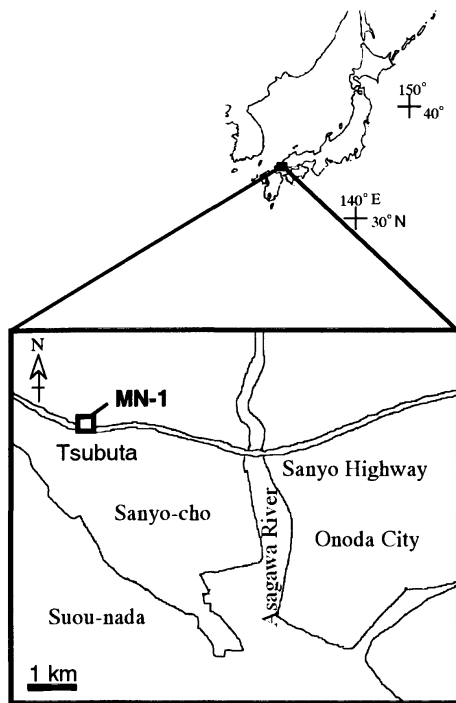 150°
40°
140° E
30° N
N
MN-1
Tsubuta
Sanyo Highway
Sanyo-cho
Asagawa River
Onoda City
Suou-nada
1 km